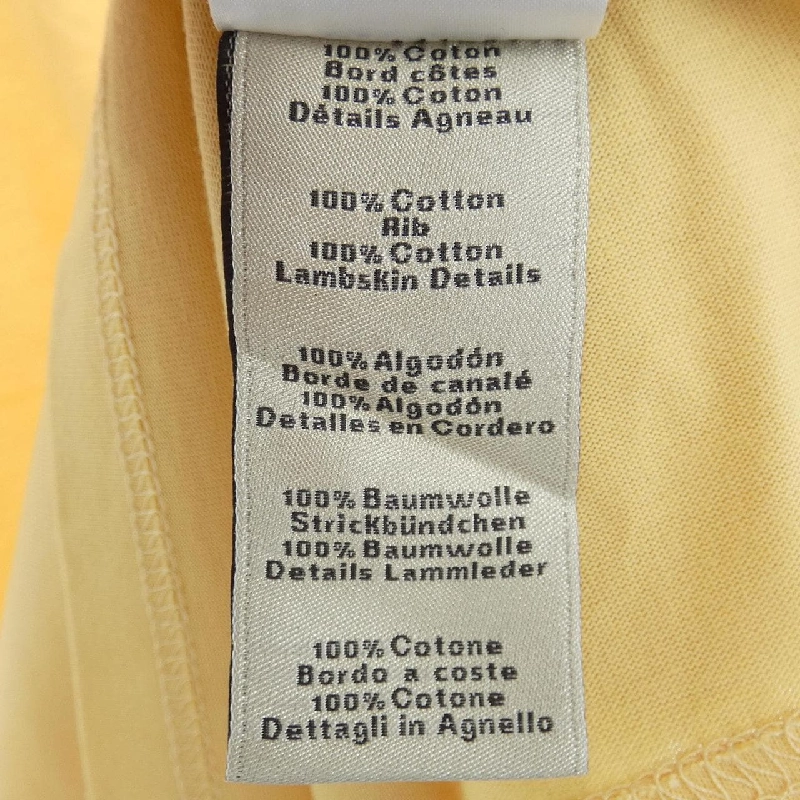 100% Coton
Bord côtes
100% Coton
Détails Agneau
100% Cotton
Rib
100% Cotton
Lambskin Details
100% Algodón
Borde de canalé
100% Algodón
Detalles en Cordero
100% Baumwolle
Strickbündchen
100% Baumwolle
Details Lammleder
100% Cotone
Bordo a coste
100% Cotone
Dettagli in Agnello